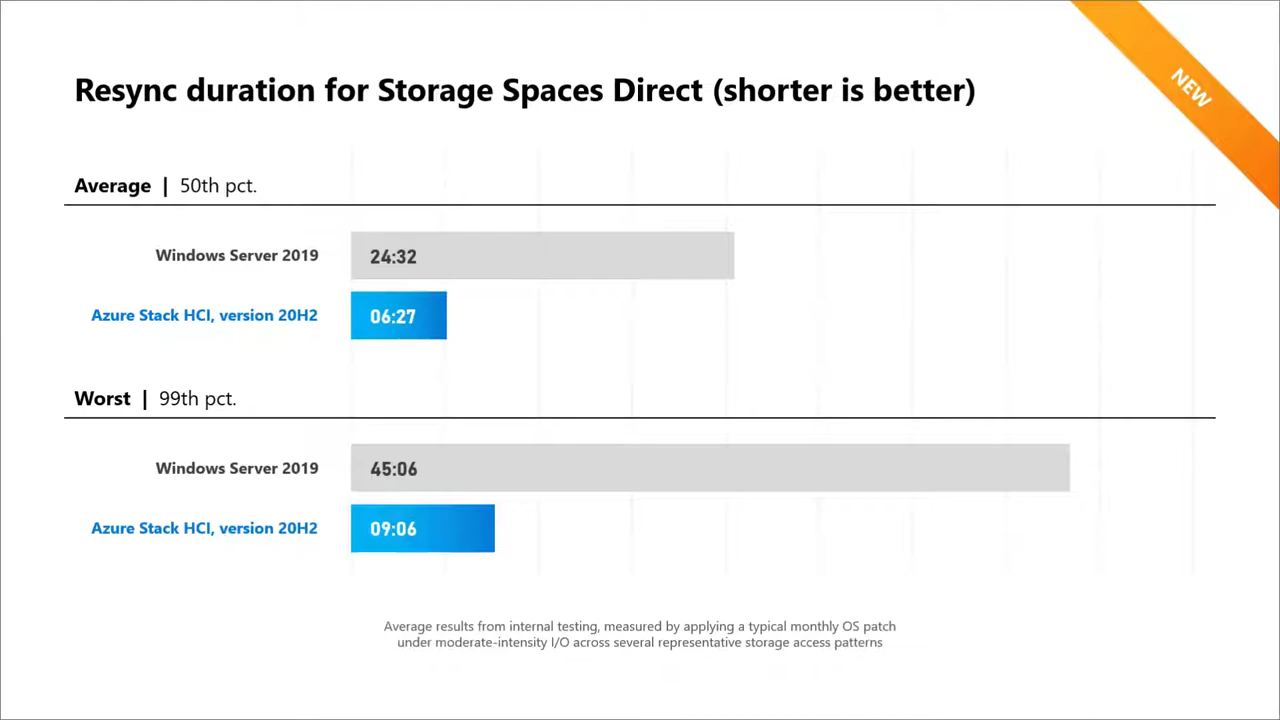 NEW
Resync duration for Storage Spaces Direct (shorter is better)
Average | 50th pct.
Windows Server 2019 24:32
Azure Stack HCI, version 20H2 06:27
Worst | 99th pct.
Windows Server 2019 45:06
Azure Stack HCI, version 20H2 09:06
Average results from internal testing, measured by applying a typical monthly OS patch
under moderate-intensity I/O across several representative storage access patterns